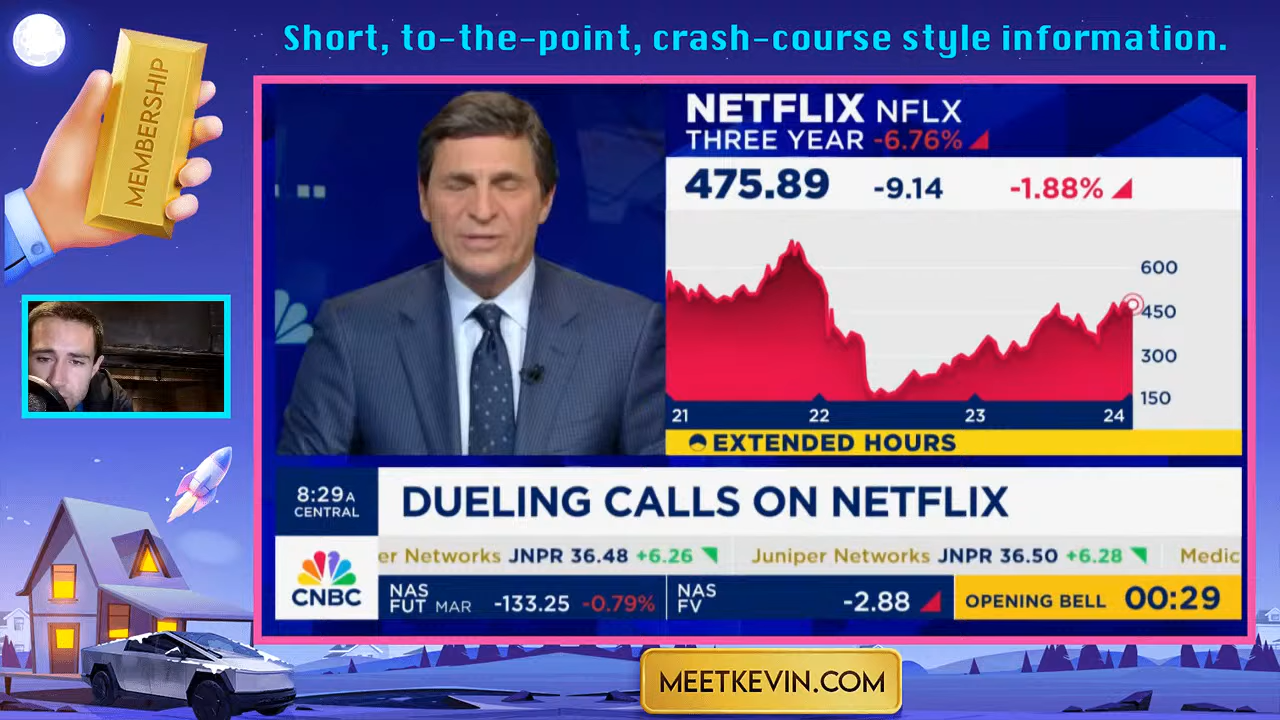 Short, to-the-point, crash-course style information.
MEMBERSHIP
NETFLIX NFLX
THREE YEAR -6.76%
475.89 -9.14 -1.88%
600
450
300
150
21 22 23 24
EXTENDED HOURS
8:29A
CENTRAL
DUELING CALLS ON NETFLIX
er Networks JNPR 36.48 +6.26 Juniper Networks JNPR 36.50 +6.28 Medic
CNBC
NAS
FUT MAR -133.25 -0.79%
NAS
FV -2.88
OPENING BELL 00:29
MEETKEVIN.COM